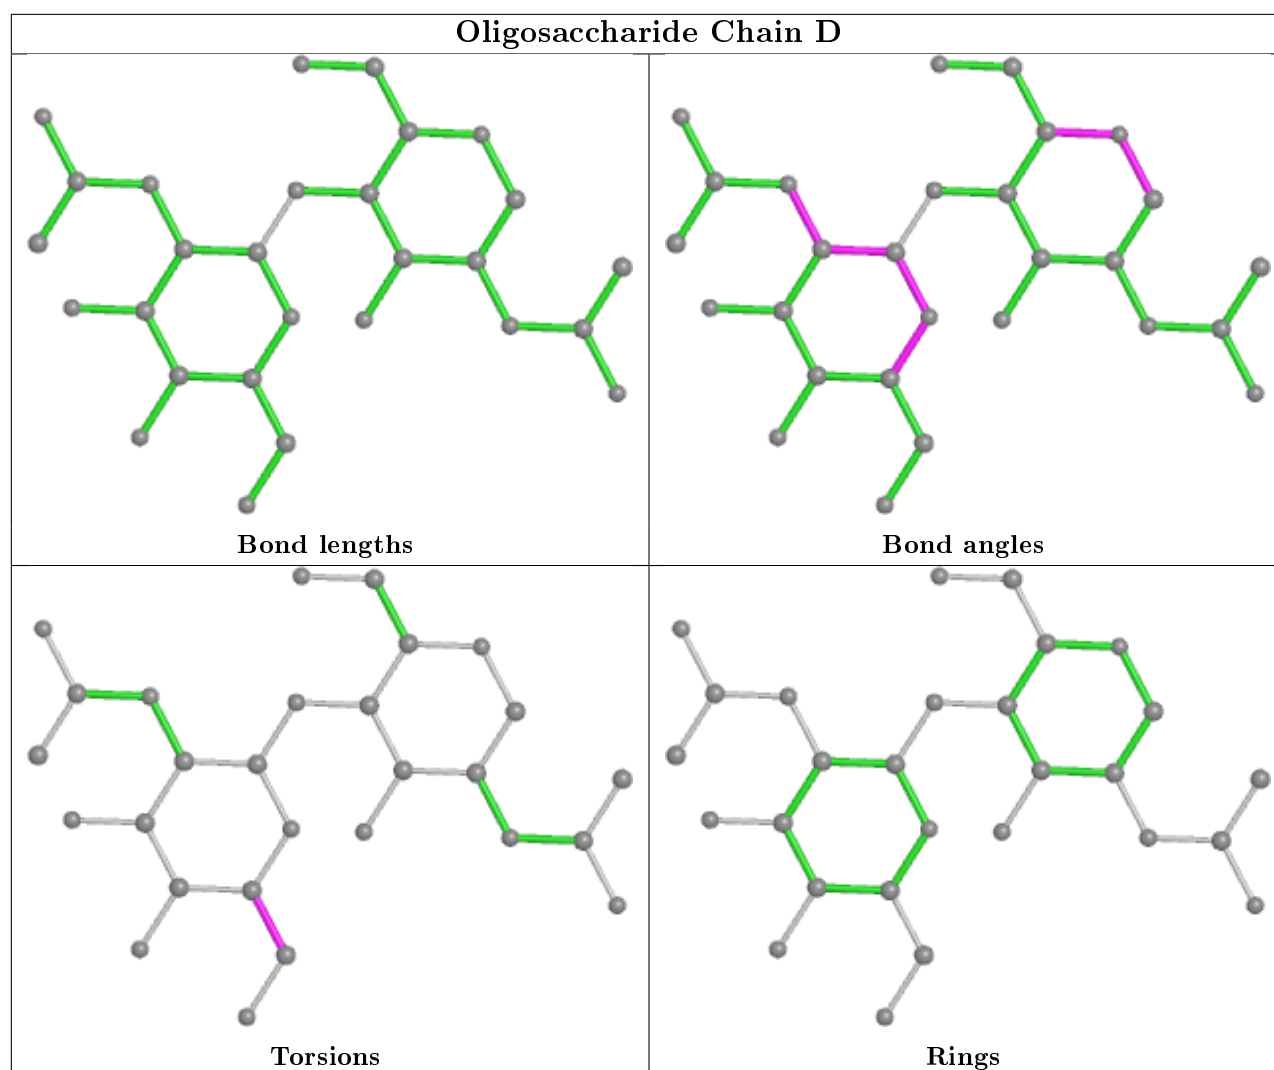 Oligosaccharide Chain D
Bond lengths
Bond angles
Torsions
Rings